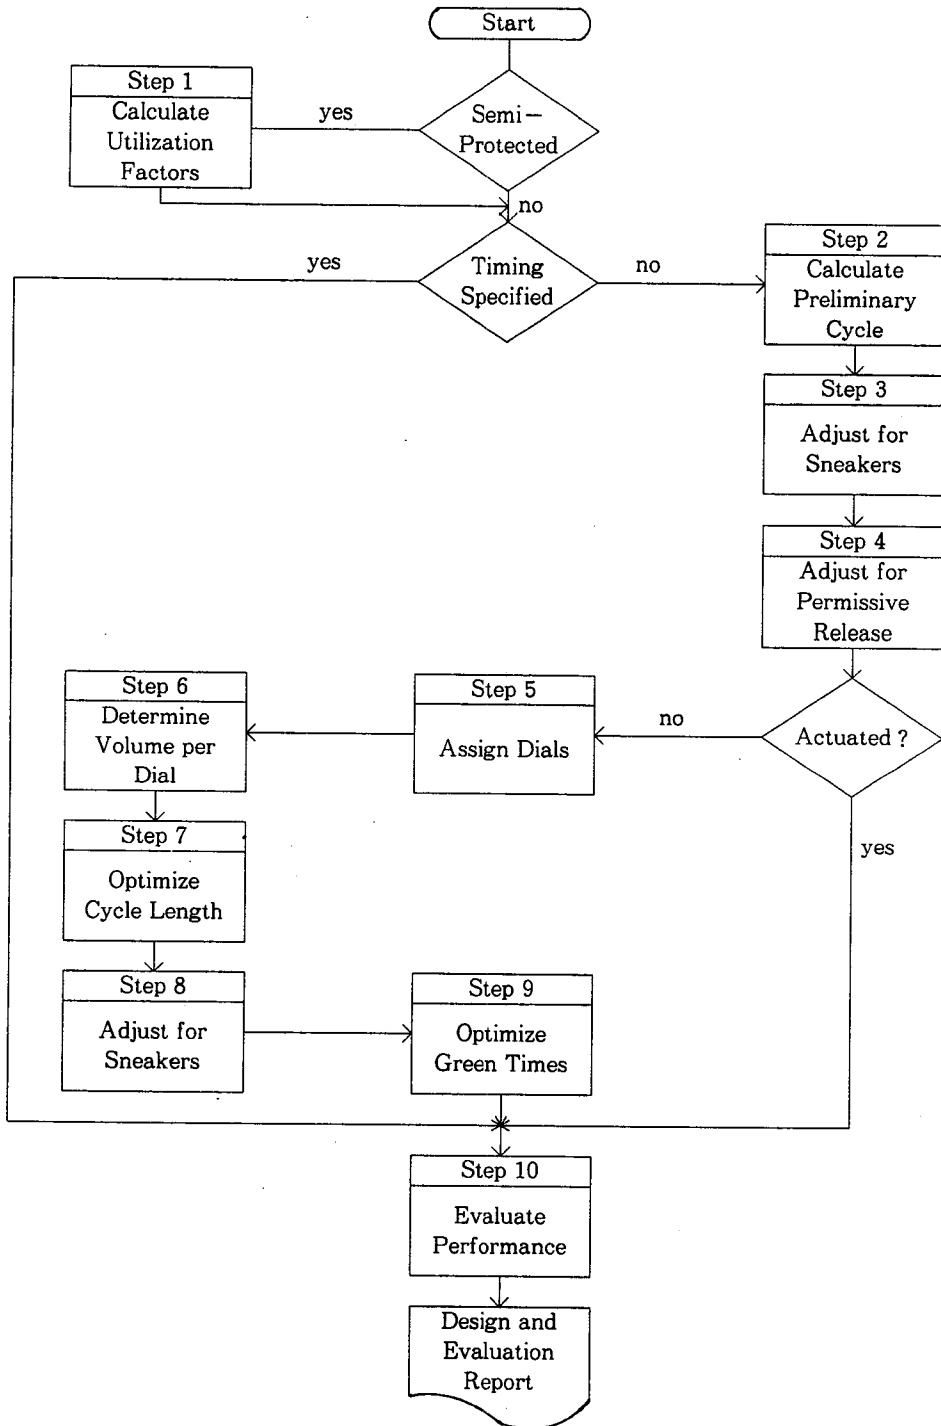 Start
Semi-
Protected
yes
no
Step 1
Calculate
Utilization
Factors
Timing
Specified
yes
no
Step 2
Calculate
Preliminary
Cycle
Step 3
Adjust for
Sneakers
Step 4
Adjust for
Permissive
Release
Actuated ?
no
yes
Step 5
Assign Dials
Step 6
Determine
Volume per
Dial
Step 7
Optimize
Cycle Length
Step 8
Adjust for
Sneakers
Step 9
Optimize
Green Times
Step 10
Evaluate
Performance
Design and
Evaluation
Report